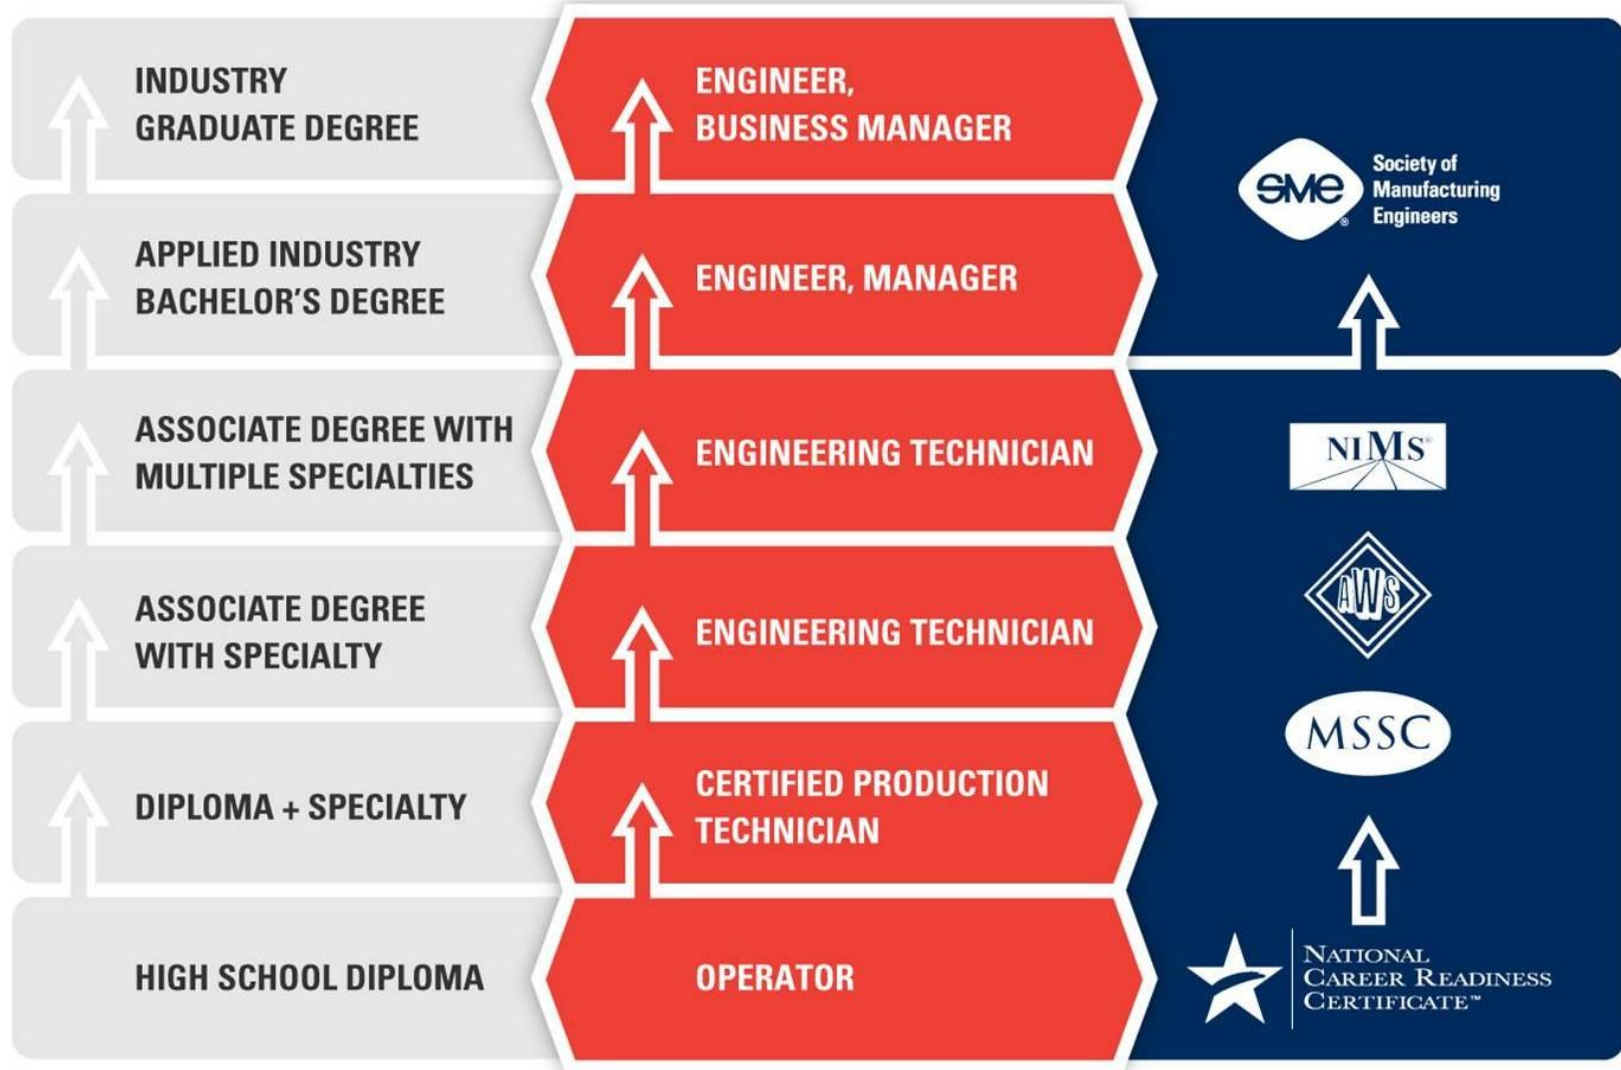 INDUSTRY
GRADUATE DEGREE
ENGINEER,
BUSINESS MANAGER
SME
®
Society of
Manufacturing
Engineers
APPLIED INDUSTRY
BACHELOR'S DEGREE
ENGINEER, MANAGER
ASSOCIATE DEGREE WITH
MULTIPLE SPECIALTIES
ENGINEERING TECHNICIAN
NIMS®
ASSOCIATE DEGREE
WITH SPECIALTY
ENGINEERING TECHNICIAN
AWS
MSSC
DIPLOMA + SPECIALTY
CERTIFIED PRODUCTION
TECHNICIAN
HIGH SCHOOL DIPLOMA
OPERATOR
NATIONAL
CAREER READINESS
CERTIFICATE™